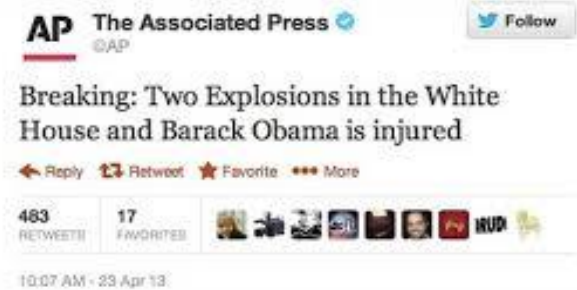 AP The Associated Press Follow
@AP
Breaking: Two Explosions in the White
House and Barack Obama is injured
Reply Retweet Favorite More
483 17
RETWEETS FAVORITES
10:07 AM - 23 Apr 13